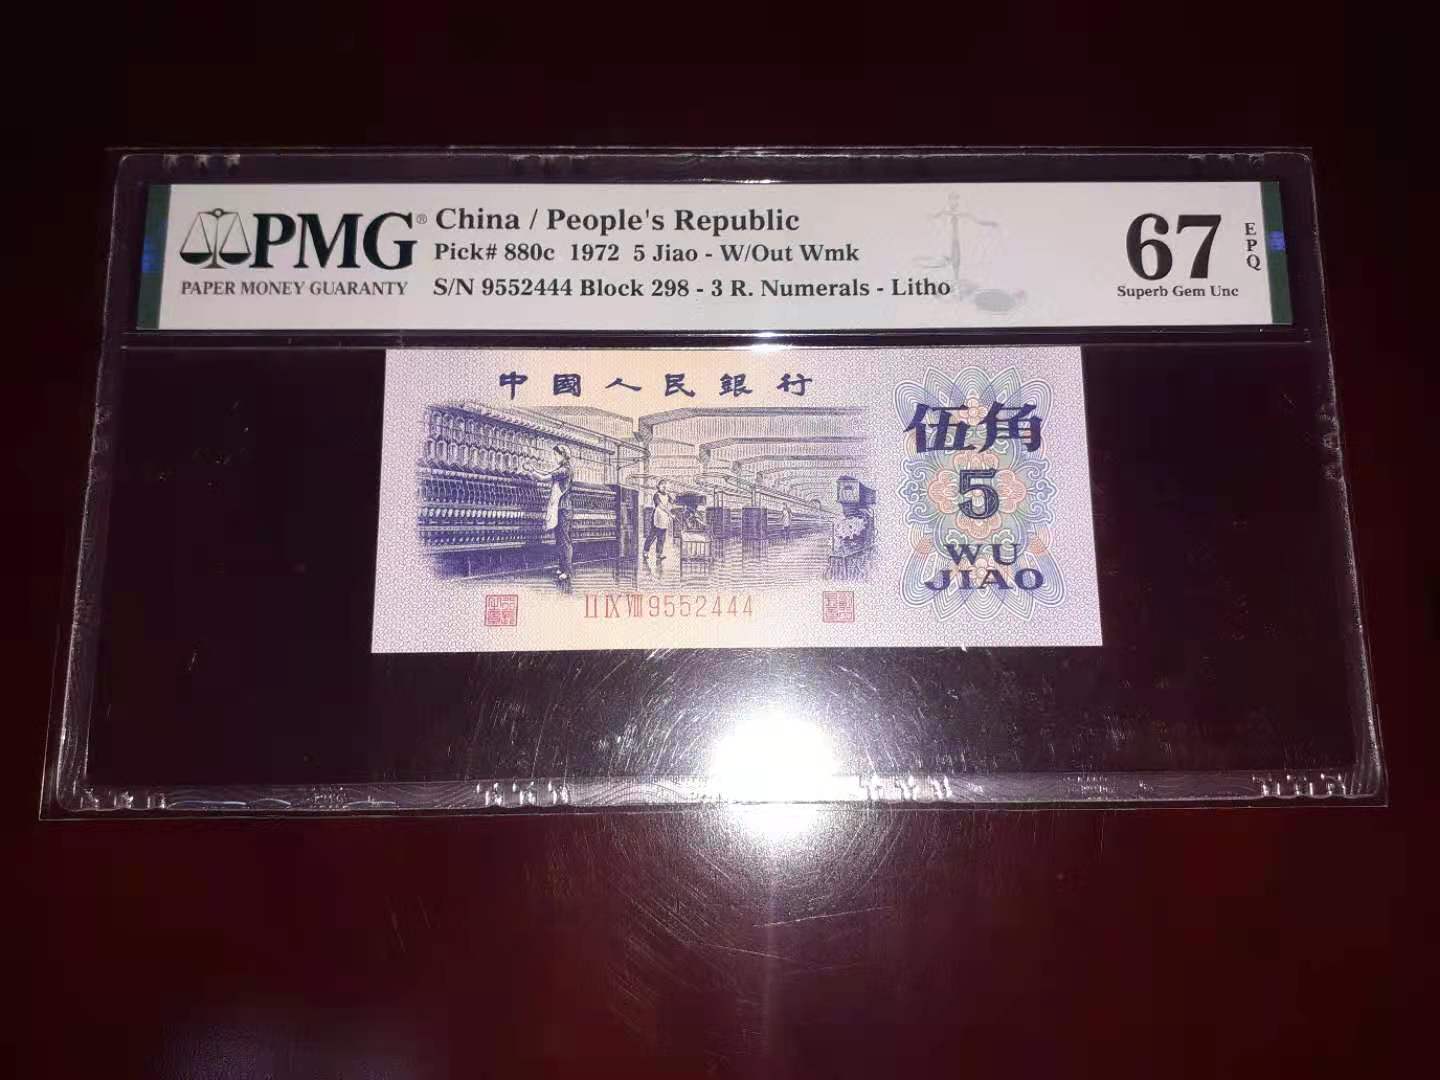 PMG®
PAPER MONEY GUARANTY
China / People's Republic
Pick# 880c 1972 5 Jiao - W/Out Wmk
S/N 9552444 Block 298 - 3 R. Numerals - Litho
67
EPQ
Superb Gem Unc
中國人民銀行
伍角
5
WU
JIAO
II IX VIII 9552444